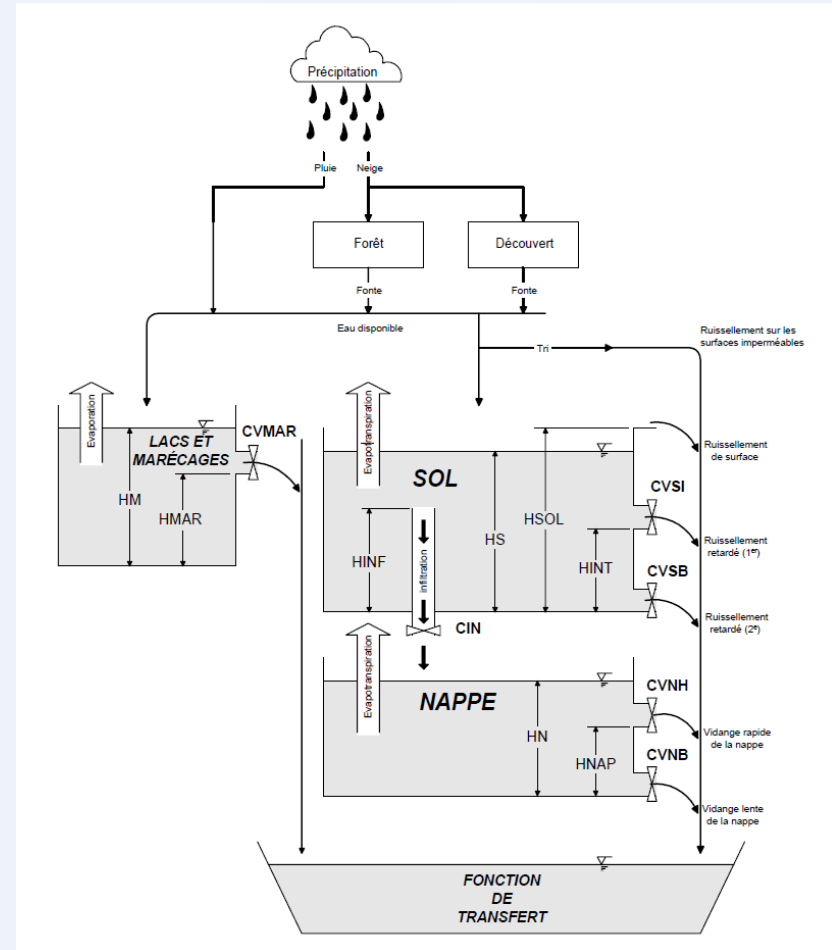 Précipitation
Pluie
Neige
Forêt
Découvert
Fonte
Fonte
Eau disponible
Tri
Ruissellement sur les
surfaces imperméables
Evaporation
LACS ET
MARÉCAGES
CVMAR
HM
HMAR
Evapotranspiration
SOL
HSOL
HS
HINF
infiltration
HINT
CVSI
CVSB
CIN
Ruissellement
de surface
Ruissellement
retardé (1er)
Ruissellement
retardé (2e)
Evapotranspiration
NAPPE
HN
HNAP
CVNH
CVNB
Vidange rapide
de la nappe
Vidange lente
de la nappe
FONCTION
DE
TRANSFERT